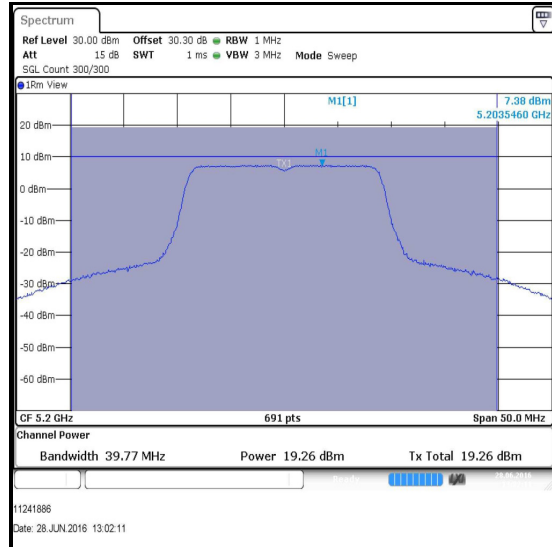 Spectrum
Ref Level 30.00 dBm Offset 30.30 dB RBW 1 MHz
Att 15 dB SWT 1 ms VBW 3 MHz Mode Sweep
SGL Count 300/300
1Rm View
M1[1] 7.38 dBm
5.2035460 GHz
20 dBm
10 dBm
M1
TX1
0 dBm
-10 dBm
-20 dBm
-30 dBm
-40 dBm
-50 dBm
-60 dBm
CF 5.2 GHz 691 pts Span 50.0 MHz
Channel Power
Bandwidth 39.77 MHz Power 19.26 dBm Tx Total 19.26 dBm
Ready 28.06.2016
11241886
Date: 28.JUN.2016 13:02:11